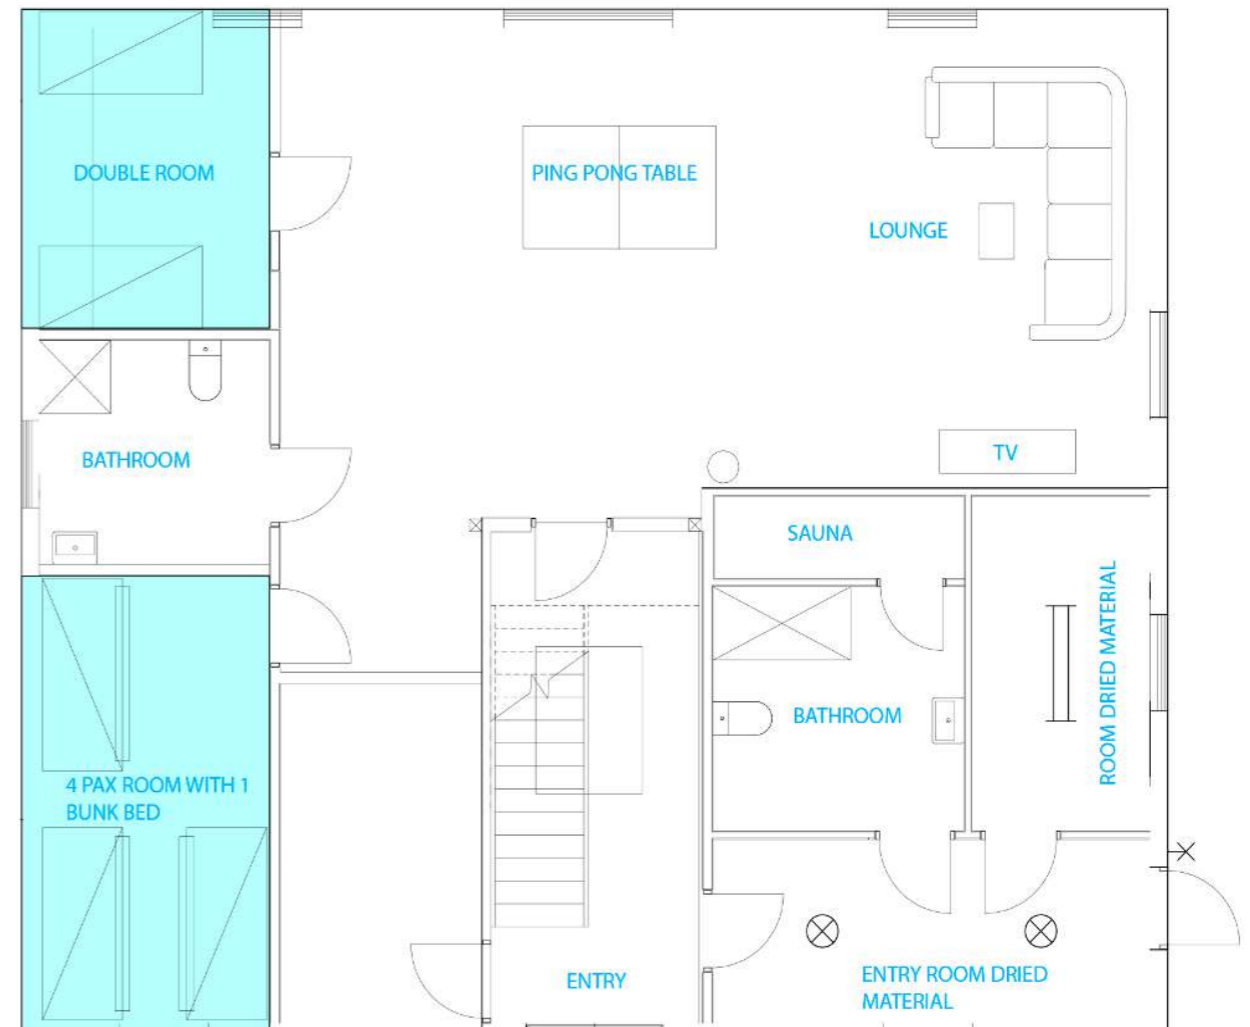 DOUBLE ROOM
PING PONG TABLE
LOUNGE
BATHROOM
TV
SAUNA
ROOM DRIED MATERIAL
BATHROOM
4 PAX ROOM WITH 1
BUNK BED
ENTRY
ENTRY ROOM DRIED
MATERIAL